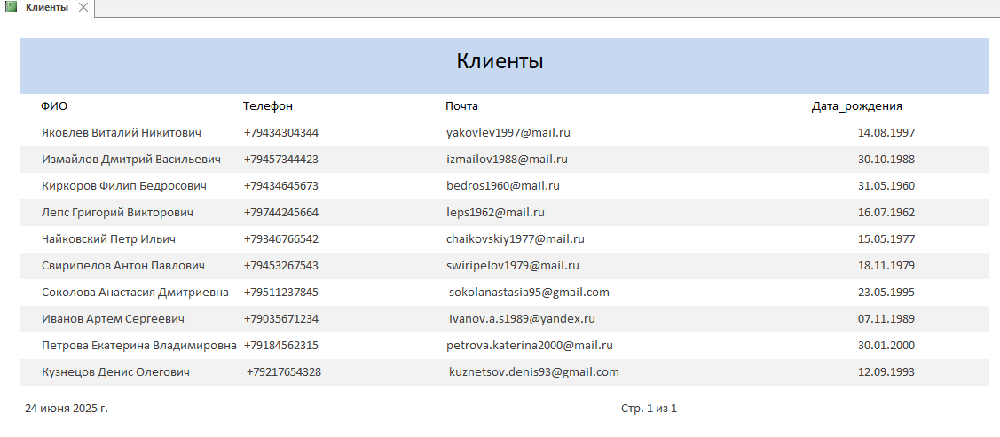 Клиенты
Клиенты
ФИО Телефон Почта Дата_рождения
Яковлев Виталий Никитович +79434304344 yakovlev1997@mail.ru 14.08.1997
Измайлов Дмитрий Васильевич +79457344423 izmailov1988@mail.ru 30.10.1988
Киркоров Филип Бедросович +79434645673 bedros1960@mail.ru 31.05.1960
Лепс Григорий Викторович +79744245664 leps1962@mail.ru 16.07.1962
Чайковский Петр Ильич +79346766542 chaikovskiy1977@mail.ru 15.05.1977
Свирипелов Антон Павлович +79453267543 swiripelov1979@mail.ru 18.11.1979
Соколова Анастасия Дмитриевна +79511237845 sokolanastasia95@gmail.com 23.05.1995
Иванов Артем Сергеевич +79035671234 ivanov.a.s1989@yandex.ru 07.11.1989
Петрова Екатерина Владимировна +79184562315 petrova.katerina2000@mail.ru 30.01.2000
Кузнецов Денис Олегович +79217654328 kuznetsov.denis93@gmail.com 12.09.1993
24 июня 2025 г. Стр. 1 из 1